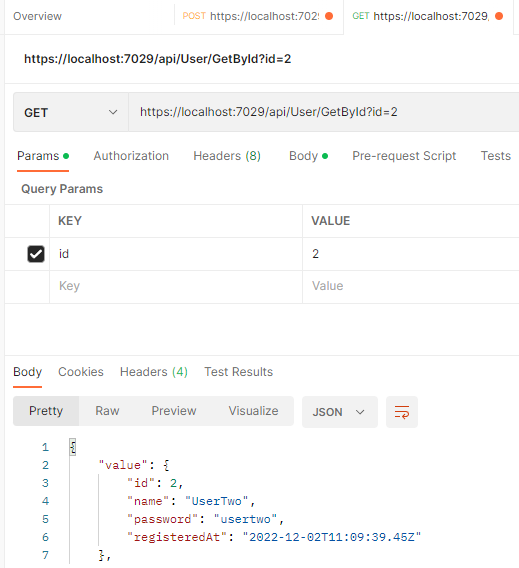 Overview
POST https://localhost:702
GET https://localhost:7029
https://localhost:7029/api/User/GetById?id=2
GET
https://localhost:7029/api/User/GetById?id=2
Params Authorization Headers (8) Body Pre-request Script Tests
Query Params
KEY VALUE
id 2
Key Value
Body Cookies Headers (4) Test Results
Pretty Raw Preview Visualize JSON
1 {
2 "value": {
3 "id": 2,
4 "name": "UserTwo",
5 "password": "usertwo",
6 "registeredAt": "2022-12-02T11:09:39.45Z"
7 },